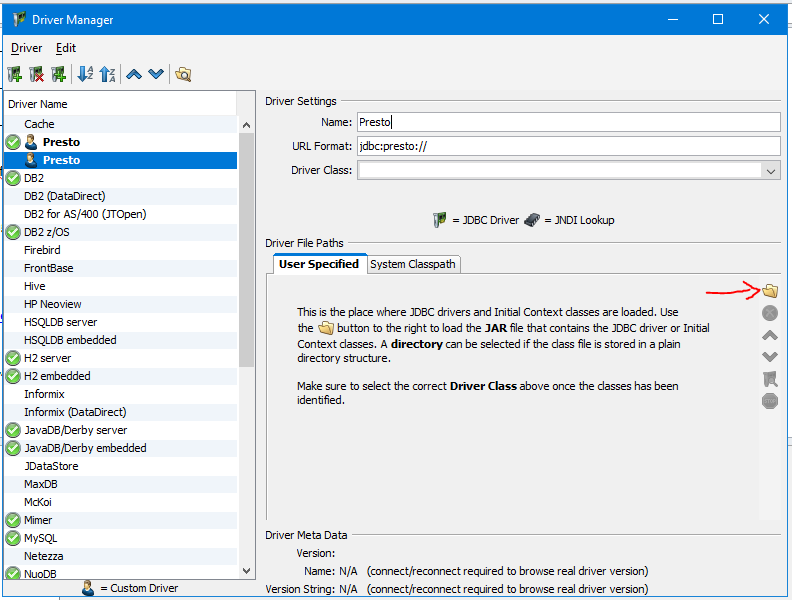 Driver Manager
Driver Edit
Driver Name
Cache
Presto
Presto
DB2
DB2 (DataDirect)
DB2 for AS/400 (JTOpen)
DB2 z/OS
Firebird
FrontBase
Hive
HP Neoview
HSQLDB server
HSQLDB embedded
H2 server
H2 embedded
Informix
Informix (DataDirect)
JavaDB/Derby server
JavaDB/Derby embedded
JDataStore
MaxDB
McKoi
Mimer
MySQL
Netezza
NuoDB
= Custom Driver
Driver Settings
Name: Presto
URL Format: jdbc:presto://
Driver Class:
= JDBC Driver = JNDI Lookup
Driver File Paths
User Specified System Classpath
This is the place where JDBC drivers and Initial Context classes are loaded. Use
the button to the right to load the JAR file that contains the JDBC driver or Initial
Context classes. A directory can be selected if the class file is stored in a plain
directory structure.
Make sure to select the correct Driver Class above once the classes has been
identified.
Driver Meta Data
Version:
Name: N/A (connect/reconnect required to browse real driver version)
Version String: N/A (connect/reconnect required to browse real driver version)